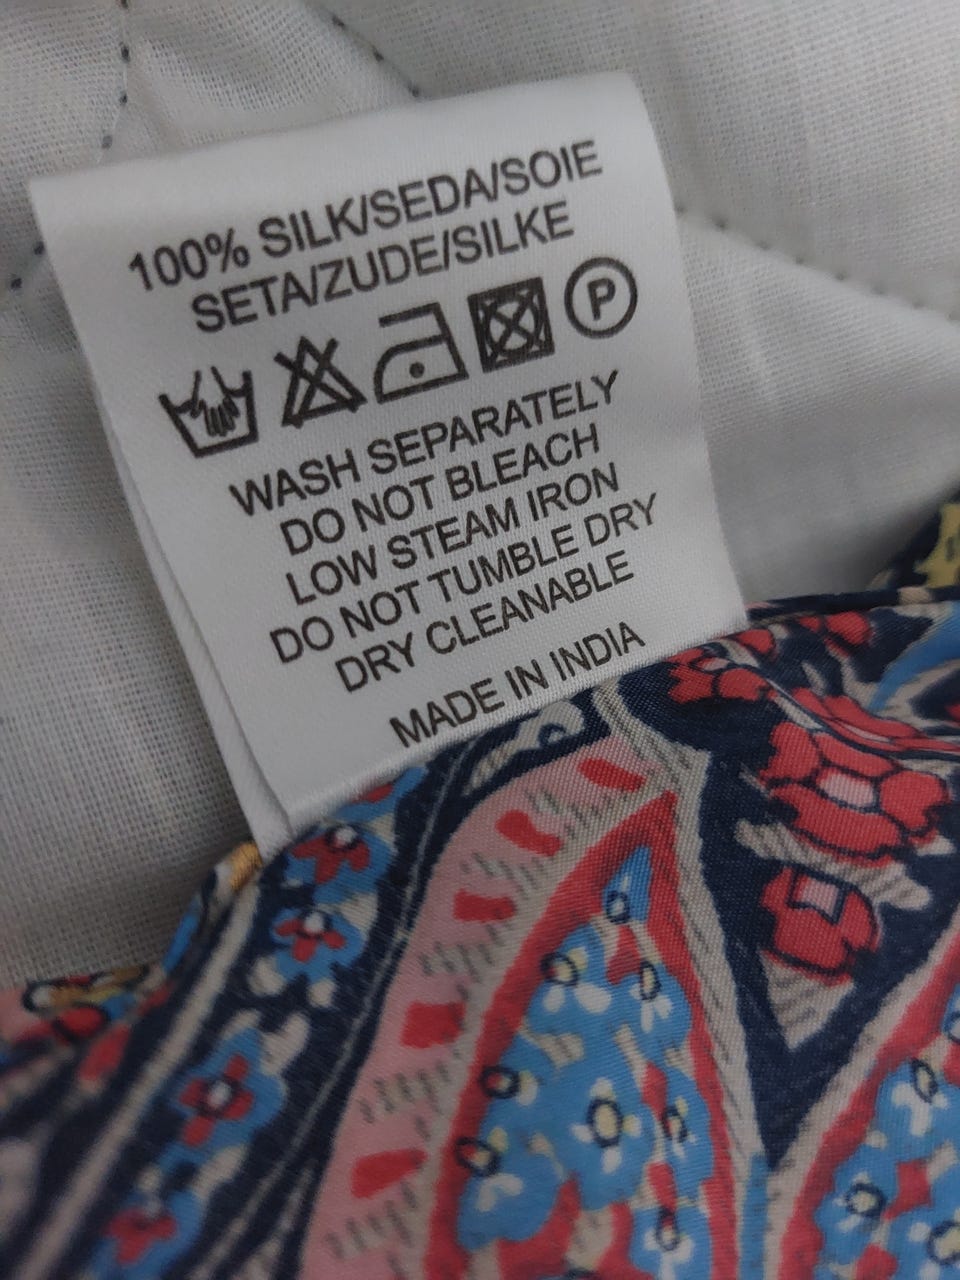 100% SILK/SEDA/SOIE
SETA/ZUDE/SILKE
P
WASH SEPARATELY
DO NOT BLEACH
LOW STEAM IRON
DO NOT TUMBLE DRY
DRY CLEANABLE
MADE IN INDIA